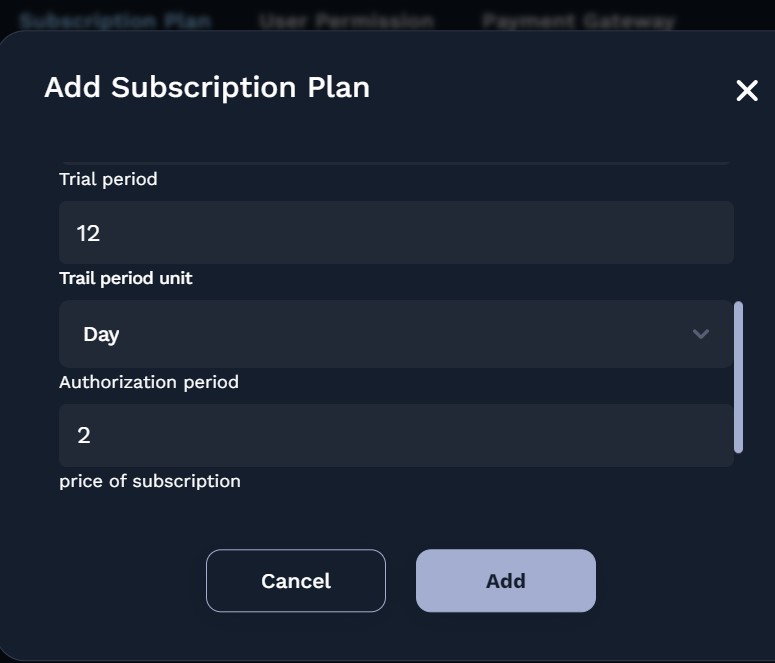 Subscription Plan User Permission Payment Gateway
Add Subscription Plan
Trial period
12
Trail period unit
Day
Authorization period
2
price of subscription
Cancel Add